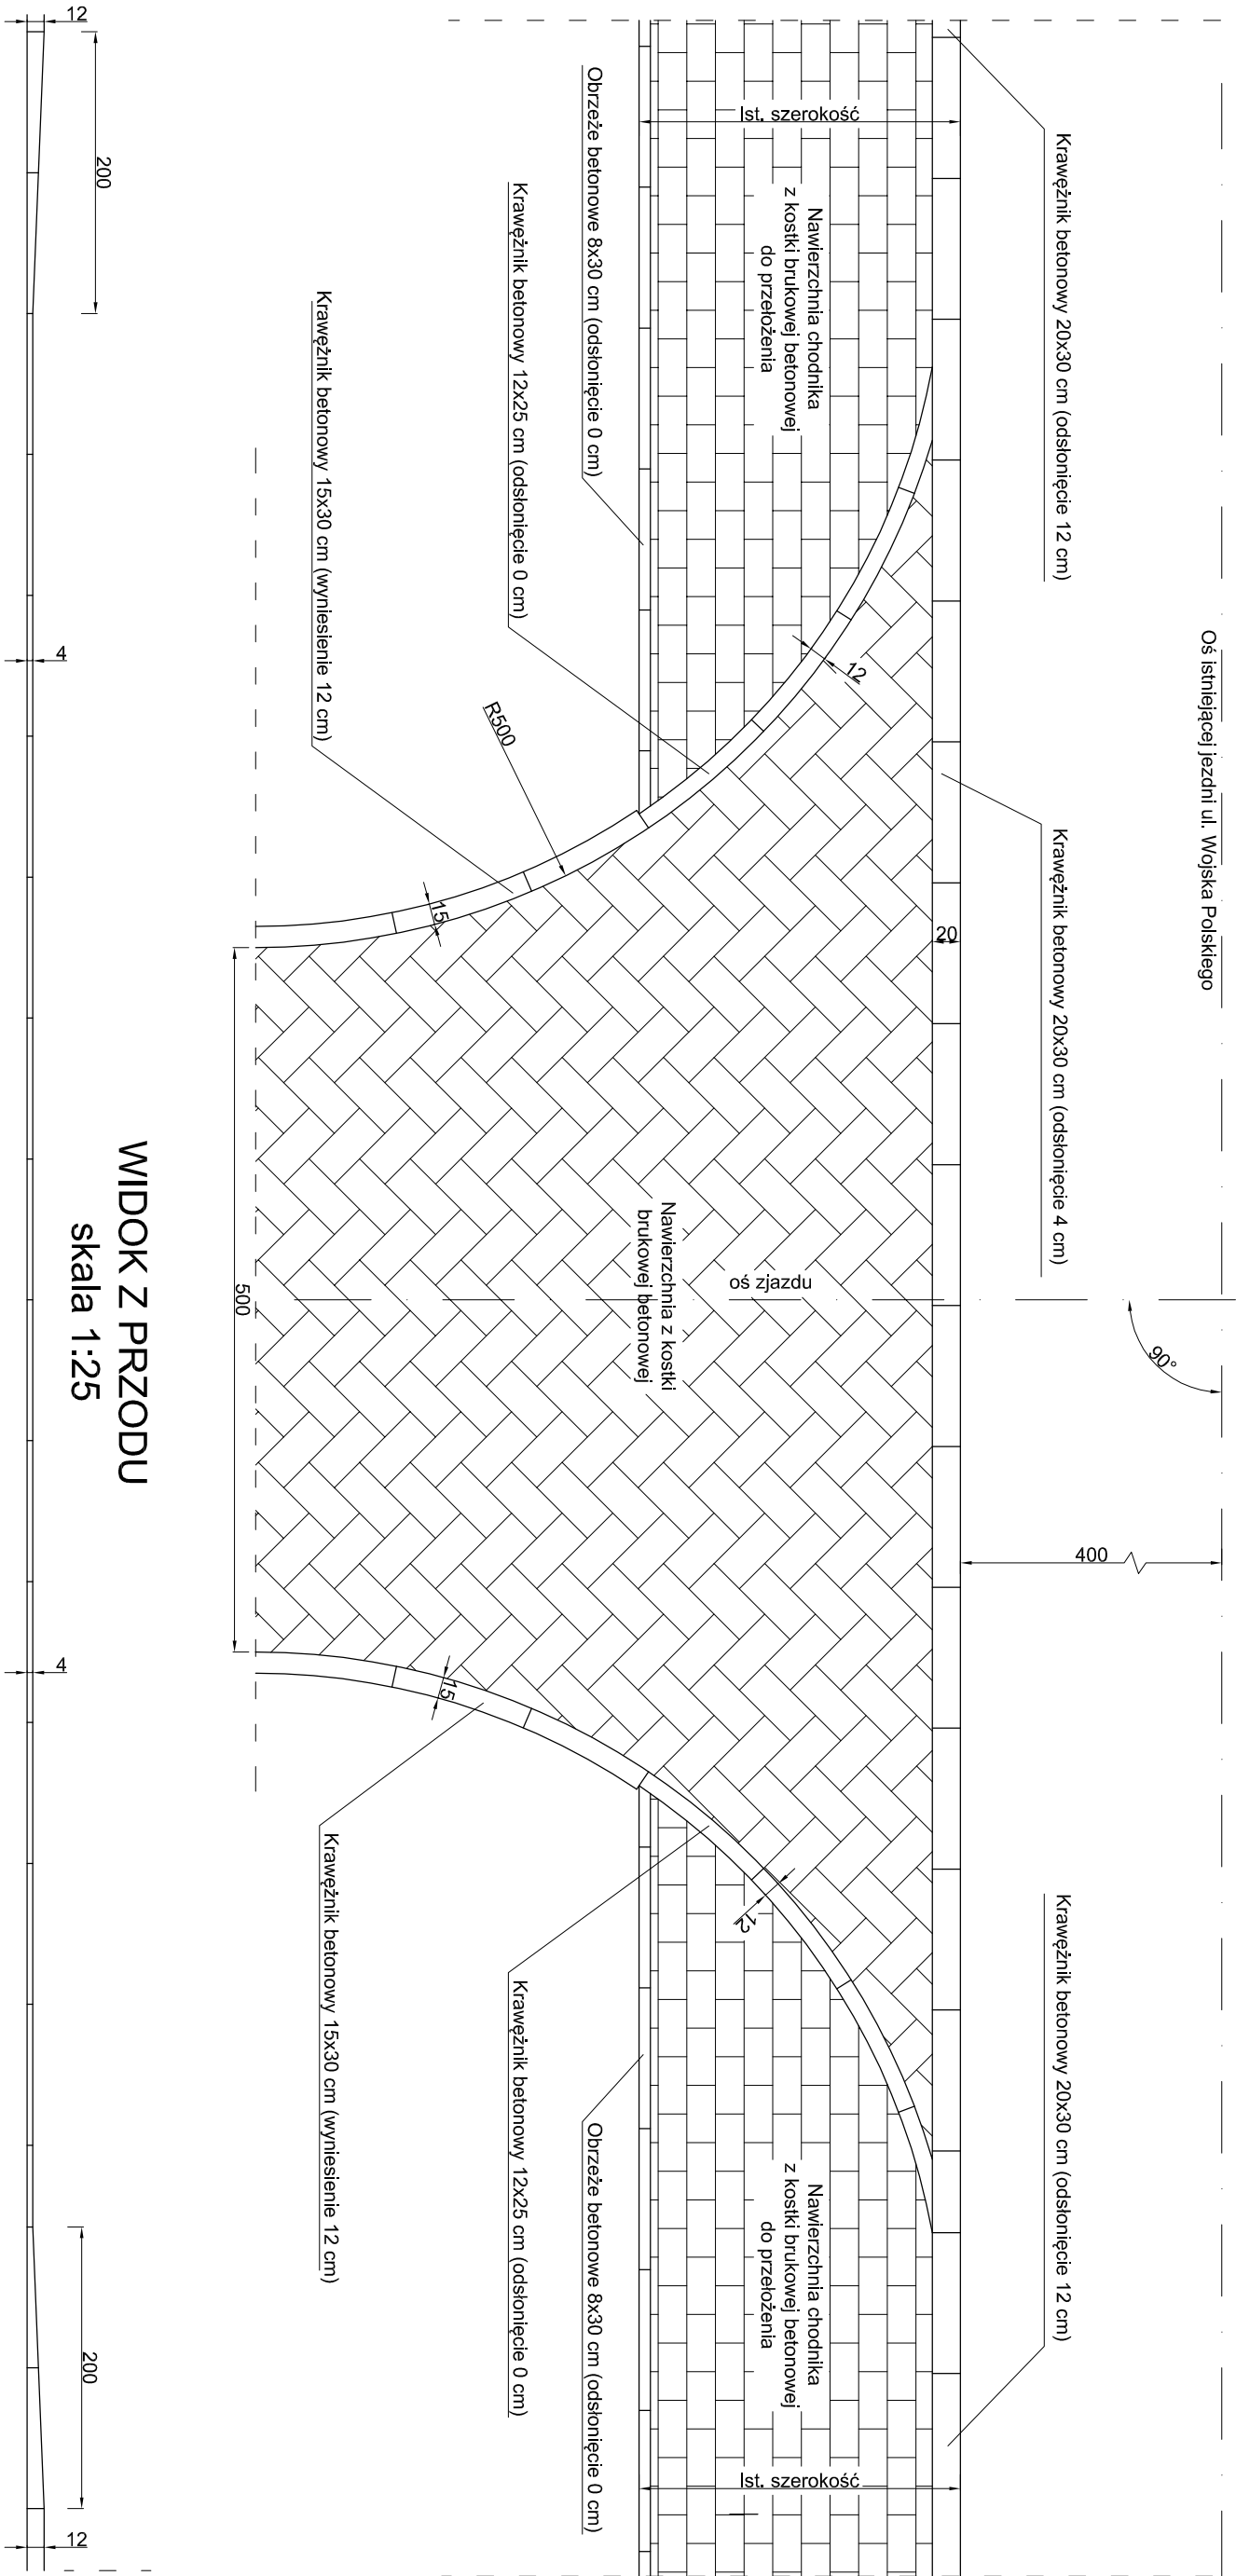 Oś istniejącej jezdni ul. Wojska Polskiego
90°
400
Krawężnik betonowy 20x30 cm (odsłonięcie 12 cm)
Krawężnik betonowy 20x30 cm (odsłonięcie 4 cm)
Krawężnik betonowy 20x30 cm (odsłonięcie 12 cm)
20
Ist. szerokość
Nawierzchnia chodnika
z kostki brukowej betonowej
do przełożenia
12
oś zjazdu
Nawierzchnia z kostki
brukowej betonowej
12
Nawierzchnia chodnika
z kostki brukowej betonowej
do przełożenia
Ist. szerokość
Obrzeże betonowe 8x30 cm (odsłonięcie 0 cm)
Obrzeże betonowe 8x30 cm (odsłonięcie 0 cm)
Krawężnik betonowy 12x25 cm (odsłonięcie 0 cm)
R500
Krawężnik betonowy 12x25 cm (odsłonięcie 0 cm)
15
15
Krawężnik betonowy 15x30 cm (wyniesienie 12 cm)
Krawężnik betonowy 15x30 cm (wyniesienie 12 cm)
500
WIDOK Z PRZODU
skala 1:25
200
200
12
4
4
12